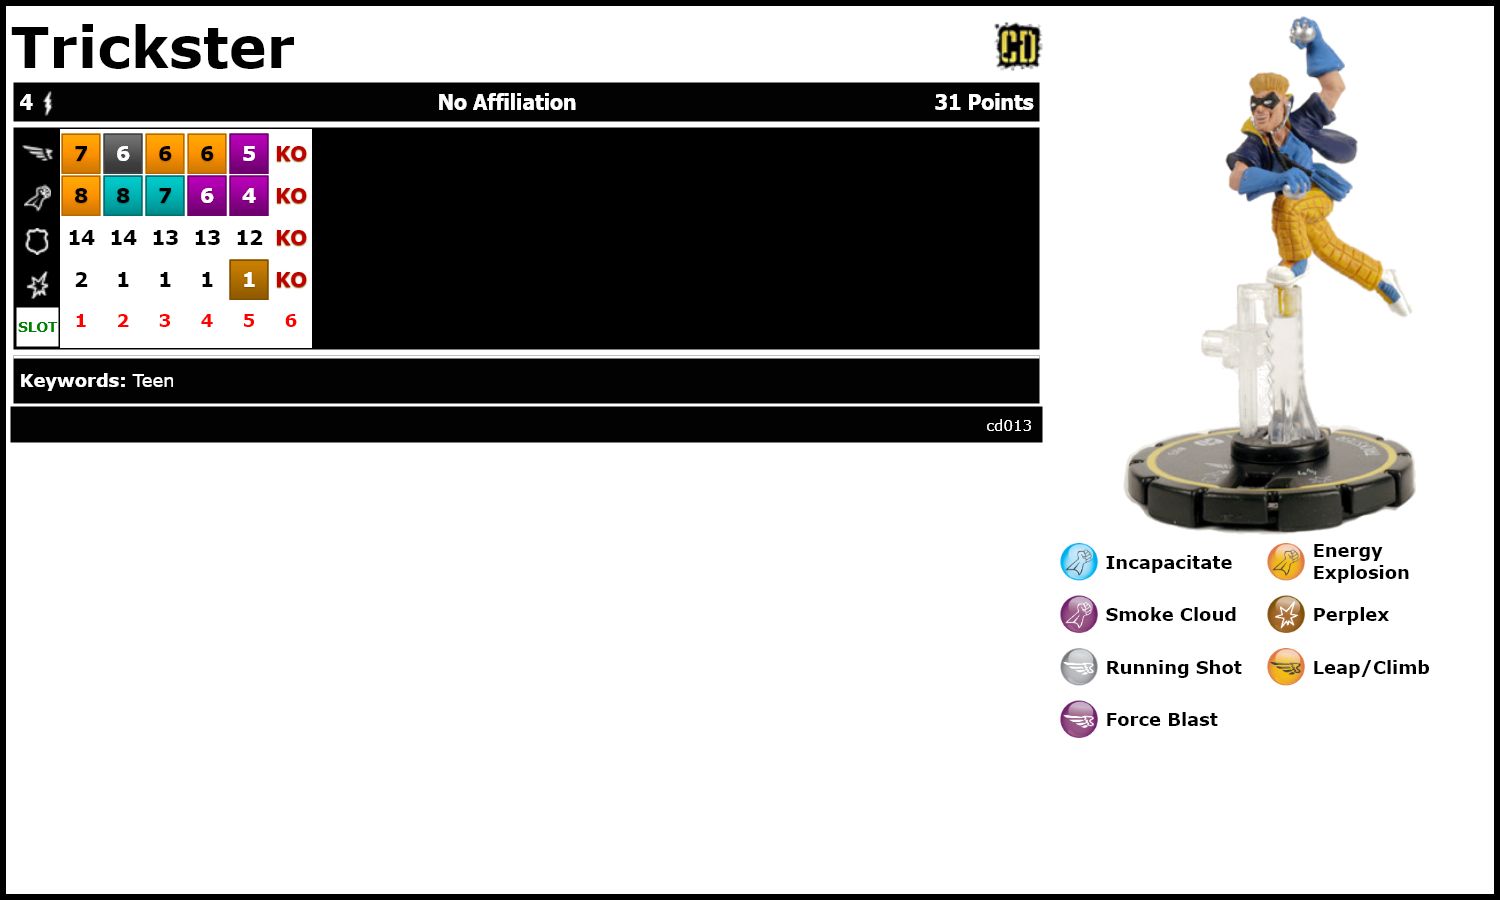 Trickster
CD
4 No Affiliation 31 Points
7 6 6 6 5 KO
8 8 7 6 4 KO
14 14 13 13 12 KO
2 1 1 1 1 KO
SLOT 1 2 3 4 5 6
Keywords: Teen
cd013
Incapacitate
Energy
Explosion
Smoke Cloud
Perplex
Running Shot
Leap/Climb
Force Blast